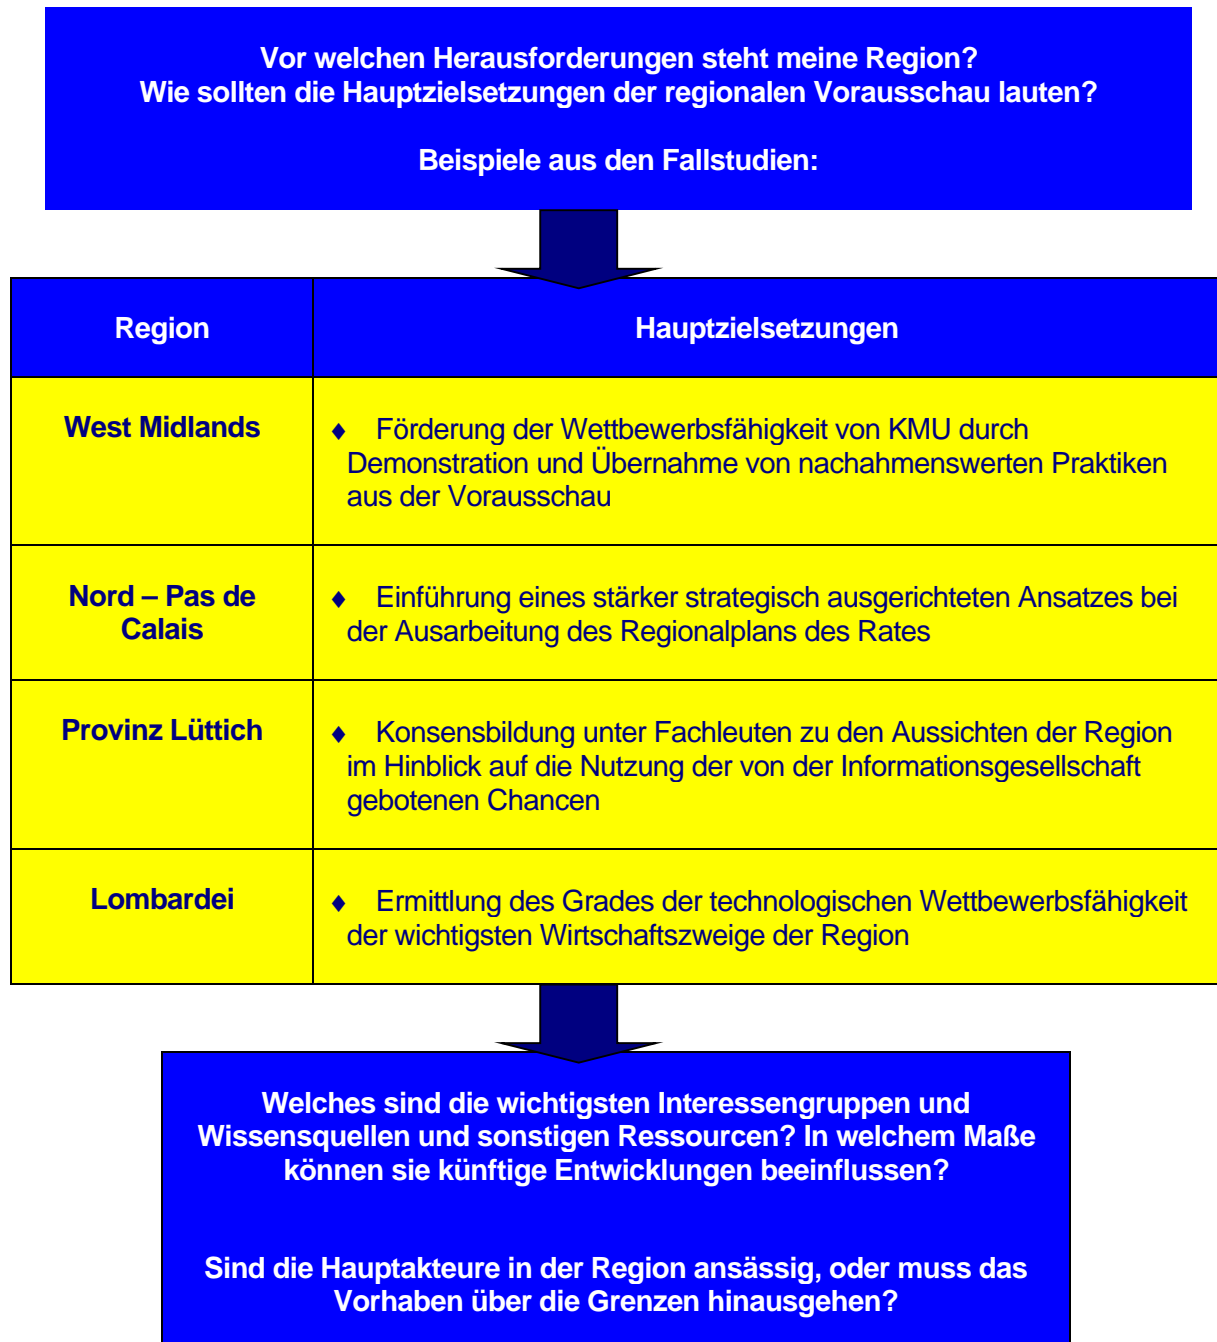 Vor welchen Herausforderungen steht meine Region?
Wie sollten die Hauptzielsetzungen der regionalen Vorausschau lauten?
Beispiele aus den Fallstudien:
Region
Hauptzielsetzungen
West Midlands
♦ Förderung der Wettbewerbsfähigkeit von KMU durch
Demonstration und Übernahme von nachahmenswerten Praktiken
aus der Vorausschau
Nord – Pas de
Calais
♦ Einführung eines stärker strategisch ausgerichteten Ansatzes bei
der Ausarbeitung des Regionalplans des Rates
Provinz Lüttich
♦ Konsensbildung unter Fachleuten zu den Aussichten der Region
im Hinblick auf die Nutzung der von der Informationsgesellschaft
gebotenen Chancen
Lombardei
♦ Ermittlung des Grades der technologischen Wettbewerbsfähigkeit
der wichtigsten Wirtschaftszweige der Region
Welches sind die wichtigsten Interessengruppen und
Wissensquellen und sonstigen Ressourcen? In welchem Maße
können sie künftige Entwicklungen beeinflussen?
Sind die Hauptakteure in der Region ansässig, oder muss das
Vorhaben über die Grenzen hinausgehen?